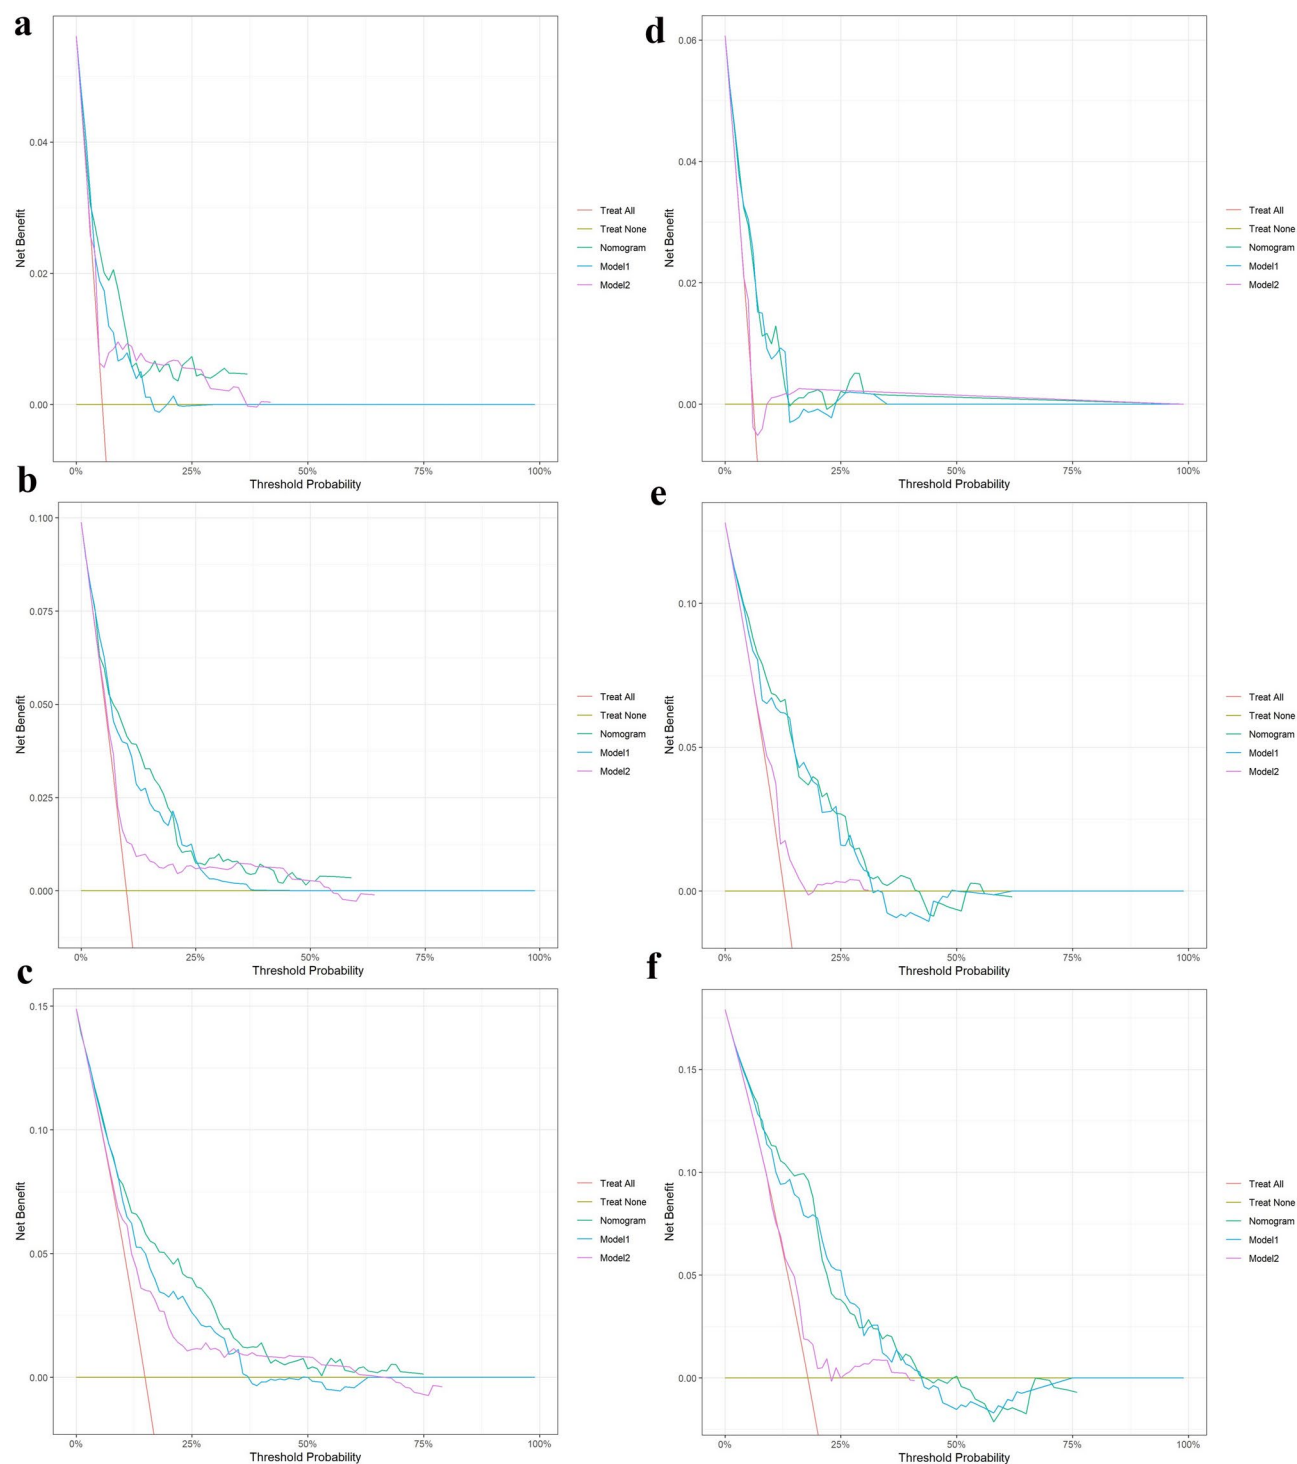 a
0.04
0.02
0.00
Net Benefit
0% 25% 50% 75% 100%
Threshold Probability
Treat All
Treat None
Nomogram
Model1
Model2
d
0.06
0.04
0.02
0.00
Net Benefit
0% 25% 50% 75% 100%
Threshold Probability
Treat All
Treat None
Nomogram
Model1
Model2
b
0.100
0.075
0.050
0.025
0.000
Net Benefit
0% 25% 50% 75% 100%
Threshold Probability
Treat All
Treat None
Nomogram
Model1
Model2
e
0.10
0.05
0.00
Net Benefit
0% 25% 50% 75% 100%
Threshold Probability
Treat All
Treat None
Nomogram
Model1
Model2
c
0.15
0.10
0.05
0.00
Net Benefit
0% 25% 50% 75% 100%
Threshold Probability
Treat All
Treat None
Nomogram
Model1
Model2
f
0.15
0.10
0.05
0.00
Net Benefit
0% 25% 50% 75% 100%
Threshold Probability
Treat All
Treat None
Nomogram
Model1
Model2